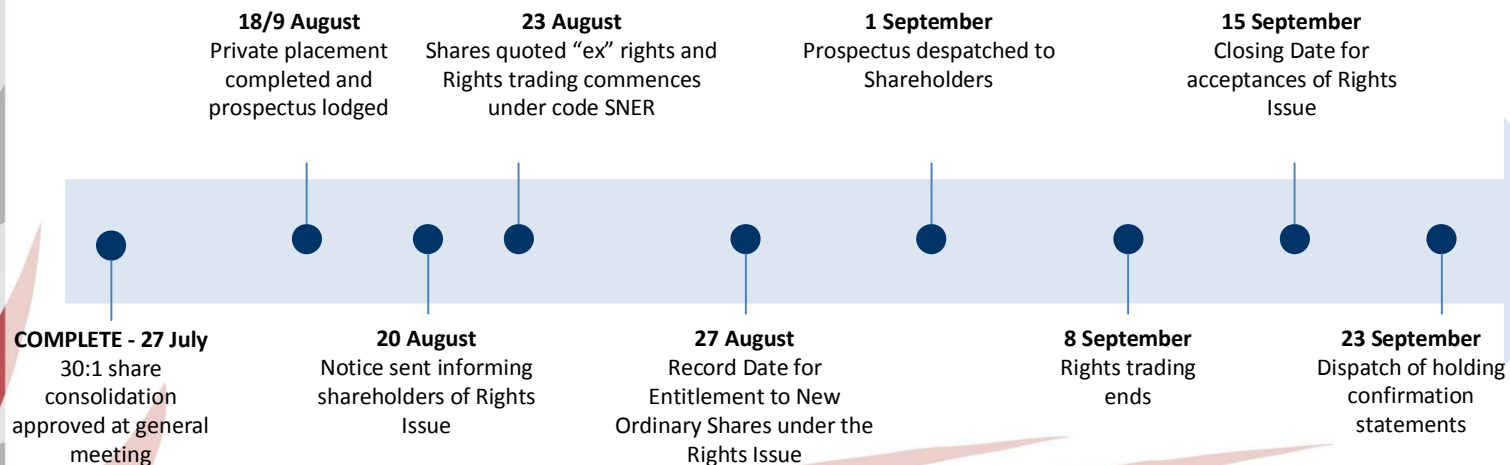 18/9 August
Private placement
completed and
prospectus lodged
23 August
Shares quoted “ex” rights and
Rights trading commences
under code SNER
1 September
Prospectus despatched to
Shareholders
15 September
Closing Date for
acceptances of Rights
Issue
COMPLETE - 27 July
30:1 share
consolidation
approved at general
meeting
20 August
Notice sent informing
shareholders of Rights
Issue
27 August
Record Date for
Entitlement to New
Ordinary Shares under the
Rights Issue
8 September
Rights trading
ends
23 September
Dispatch of holding
confirmation
statements